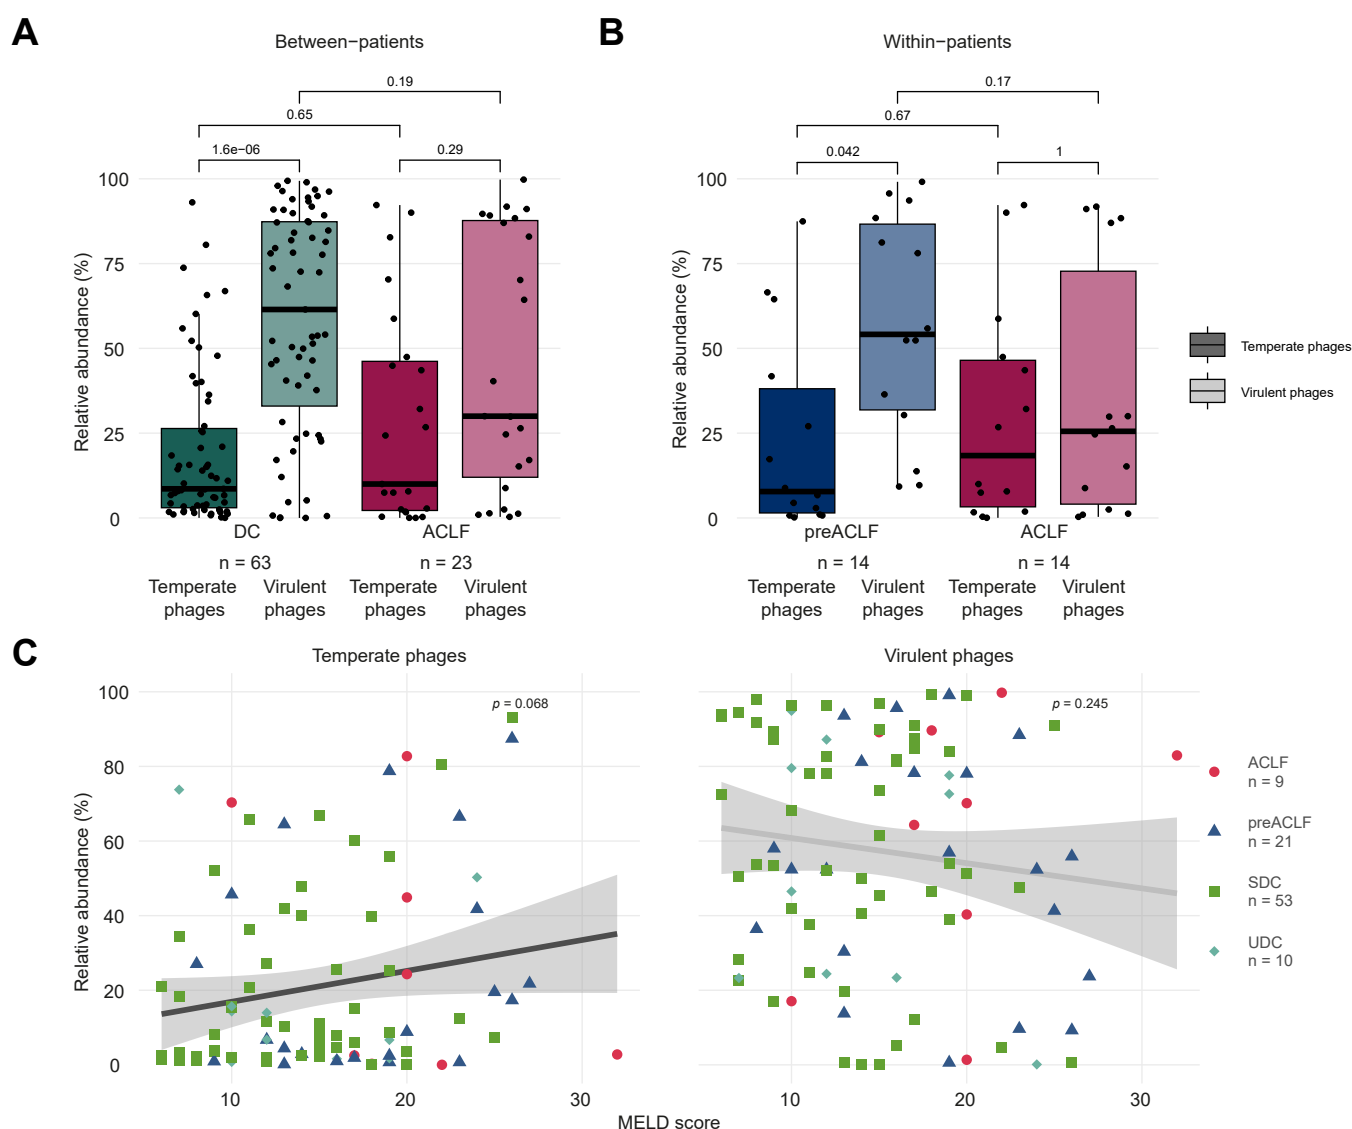 A
Between−patients
0.19
0.65
1.6e−06
0.29
100
75
50
25
0
Relative abundance (%)
DC
ACLF
n = 63
n = 23
Temperate phages
Virulent phages
Temperate phages
Virulent phages
B
Within−patients
0.17
0.67
0.042
1
100
75
50
25
0
Relative abundance (%)
preACLF
ACLF
n = 14
n = 14
Temperate phages
Virulent phages
Temperate phages
Virulent phages
Temperate phages
Virulent phages
C
Temperate phages
p = 0.068
100
80
60
40
20
0
Relative abundance (%)
10
20
30
Virulent phages
p = 0.245
10
20
30
MELD score
ACLF
n = 9
preACLF
n = 21
SDC
n = 53
UDC
n = 10